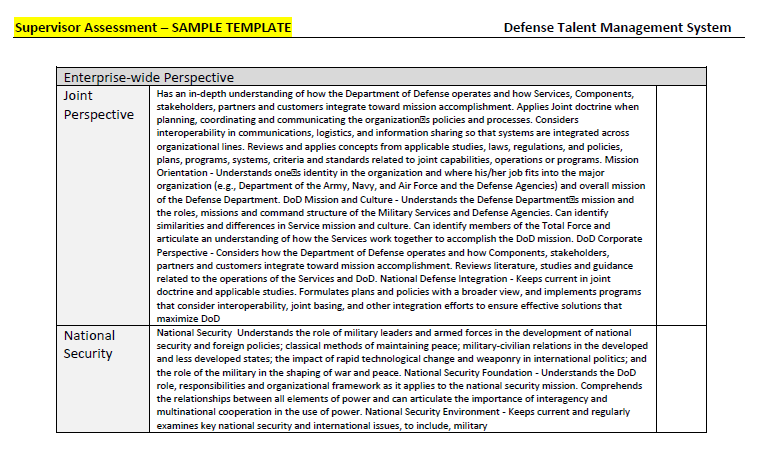 Supervisor Assessment – SAMPLE TEMPLATE Defense Talent Management System
Enterprise-wide Perspective
Joint
Perspective
Has an in-depth understanding of how the Department of Defense operates and how Services, Components,
stakeholders, partners and customers integrate toward mission accomplishment. Applies Joint doctrine when
planning, coordinating and communicating the organization⍰s policies and processes. Considers
interoperability in communications, logistics, and information sharing so that systems are integrated across
organizational lines. Reviews and applies concepts from applicable studies, laws, regulations, and policies,
plans, programs, systems, criteria and standards related to joint capabilities, operations or programs. Mission
Orientation - Understands one⍰s identity in the organization and where his/her job fits into the major
organization (e.g., Department of the Army, Navy, and Air Force and the Defense Agencies) and overall mission
of the Defense Department. DoD Mission and Culture - Understands the Defense Department⍰s mission and
the roles, missions and command structure of the Military Services and Defense Agencies. Can identify
similarities and differences in Service mission and culture. Can identify members of the Total Force and
articulate an understanding of how the Services work together to accomplish the DoD mission. DoD Corporate
Perspective - Considers how the Department of Defense operates and how Components, stakeholders,
partners and customers integrate toward mission accomplishment. Reviews literature, studies and guidance
related to the operations of the Services and DoD. National Defense Integration - Keeps current in joint
doctrine and applicable studies. Formulates plans and policies with a broader view, and implements programs
that consider interoperability, joint basing, and other integration efforts to ensure effective solutions that
maximize DoD
National
Security
National Security  Understands the role of military leaders and armed forces in the development of national
security and foreign policies; classical methods of maintaining peace; military-civilian relations in the developed
and less developed states; the impact of rapid technological change and weaponry in international politics; and
the role of the military in the shaping of war and peace. National Security Foundation - Understands the DoD
role, responsibilities and organizational framework as it applies to the national security mission. Comprehends
the relationships between all elements of power and can articulate the importance of interagency and
multinational cooperation in the use of power. National Security Environment - Keeps current and regularly
examines key national security and international issues, to include, military